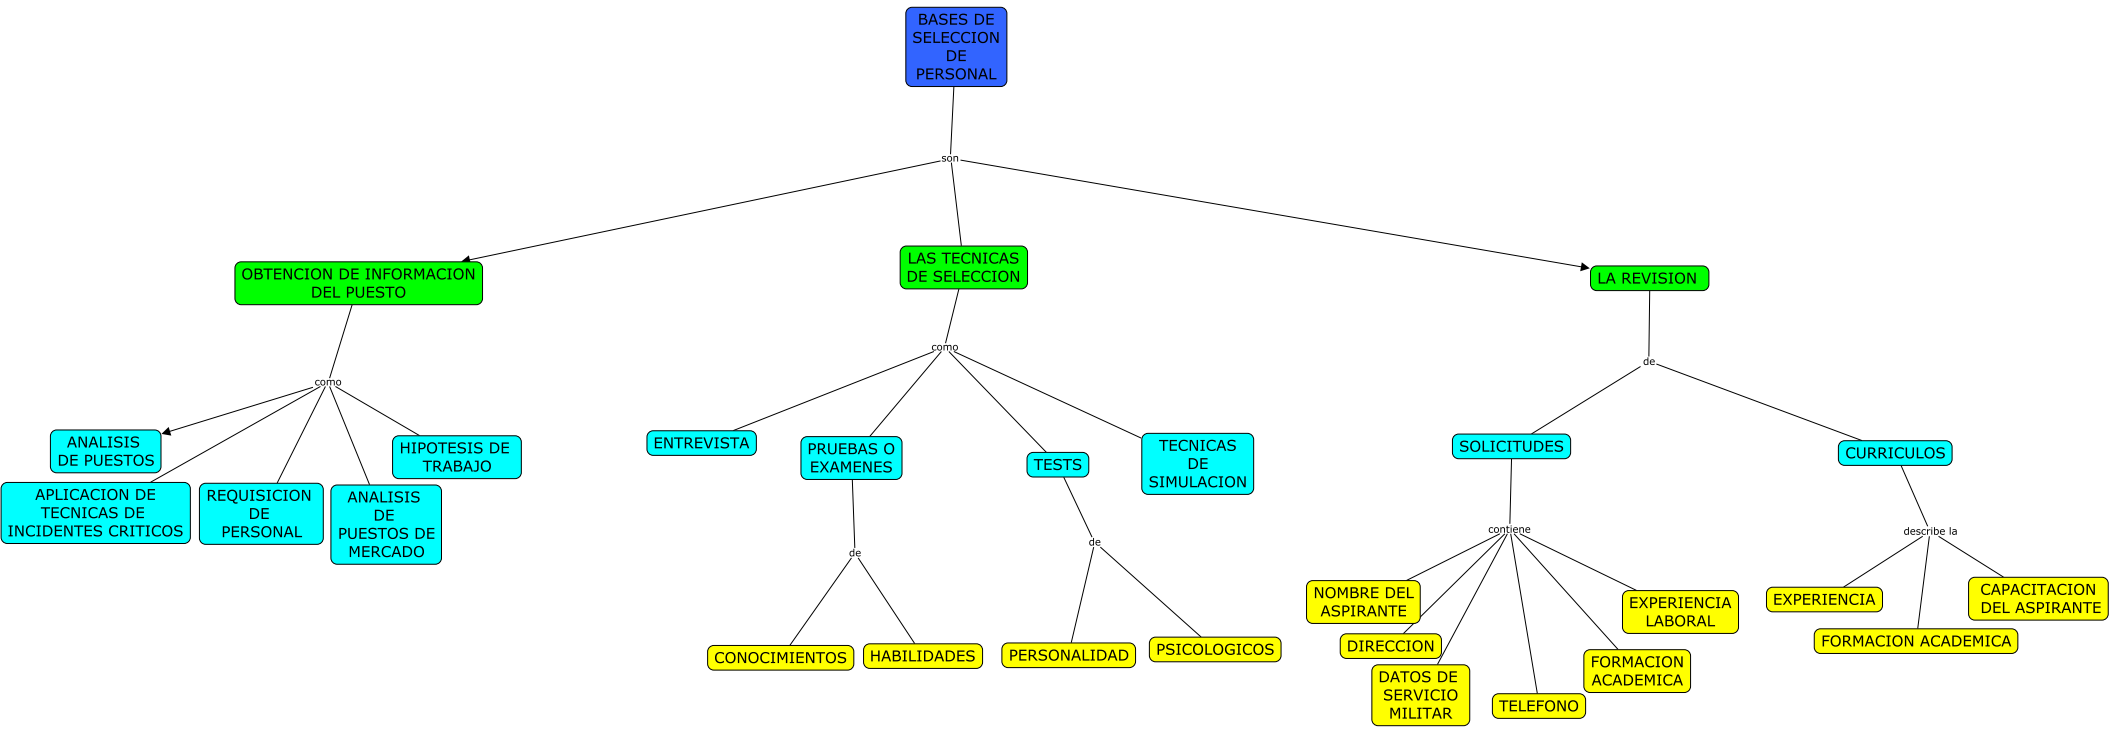 BASES DE
SELECCION
DE
PERSONAL
son
OBTENCION DE INFORMACION
DEL PUESTO
LAS TECNICAS
DE SELECCION
LA REVISION
como
ANALISIS
DE PUESTOS
APLICACION DE
TECNICAS DE
INCIDENTES CRITICOS
REQUISICION
DE
PERSONAL
ANALISIS
DE
PUESTOS DE
MERCADO
HIPOTESIS DE
TRABAJO
como
ENTREVISTA
PRUEBAS O
EXAMENES
TESTS
TECNICAS
DE
SIMULACION
de
CONOCIMIENTOS
HABILIDADES
de
PERSONALIDAD
PSICOLOGICOS
de
SOLICITUDES
CURRICULOS
contiene
NOMBRE DEL
ASPIRANTE
DIRECCION
DATOS DE
SERVICIO
MILITAR
TELEFONO
FORMACION
ACADEMICA
EXPERIENCIA
LABORAL
describe la
EXPERIENCIA
FORMACION ACADEMICA
CAPACITACION
DEL ASPIRANTE